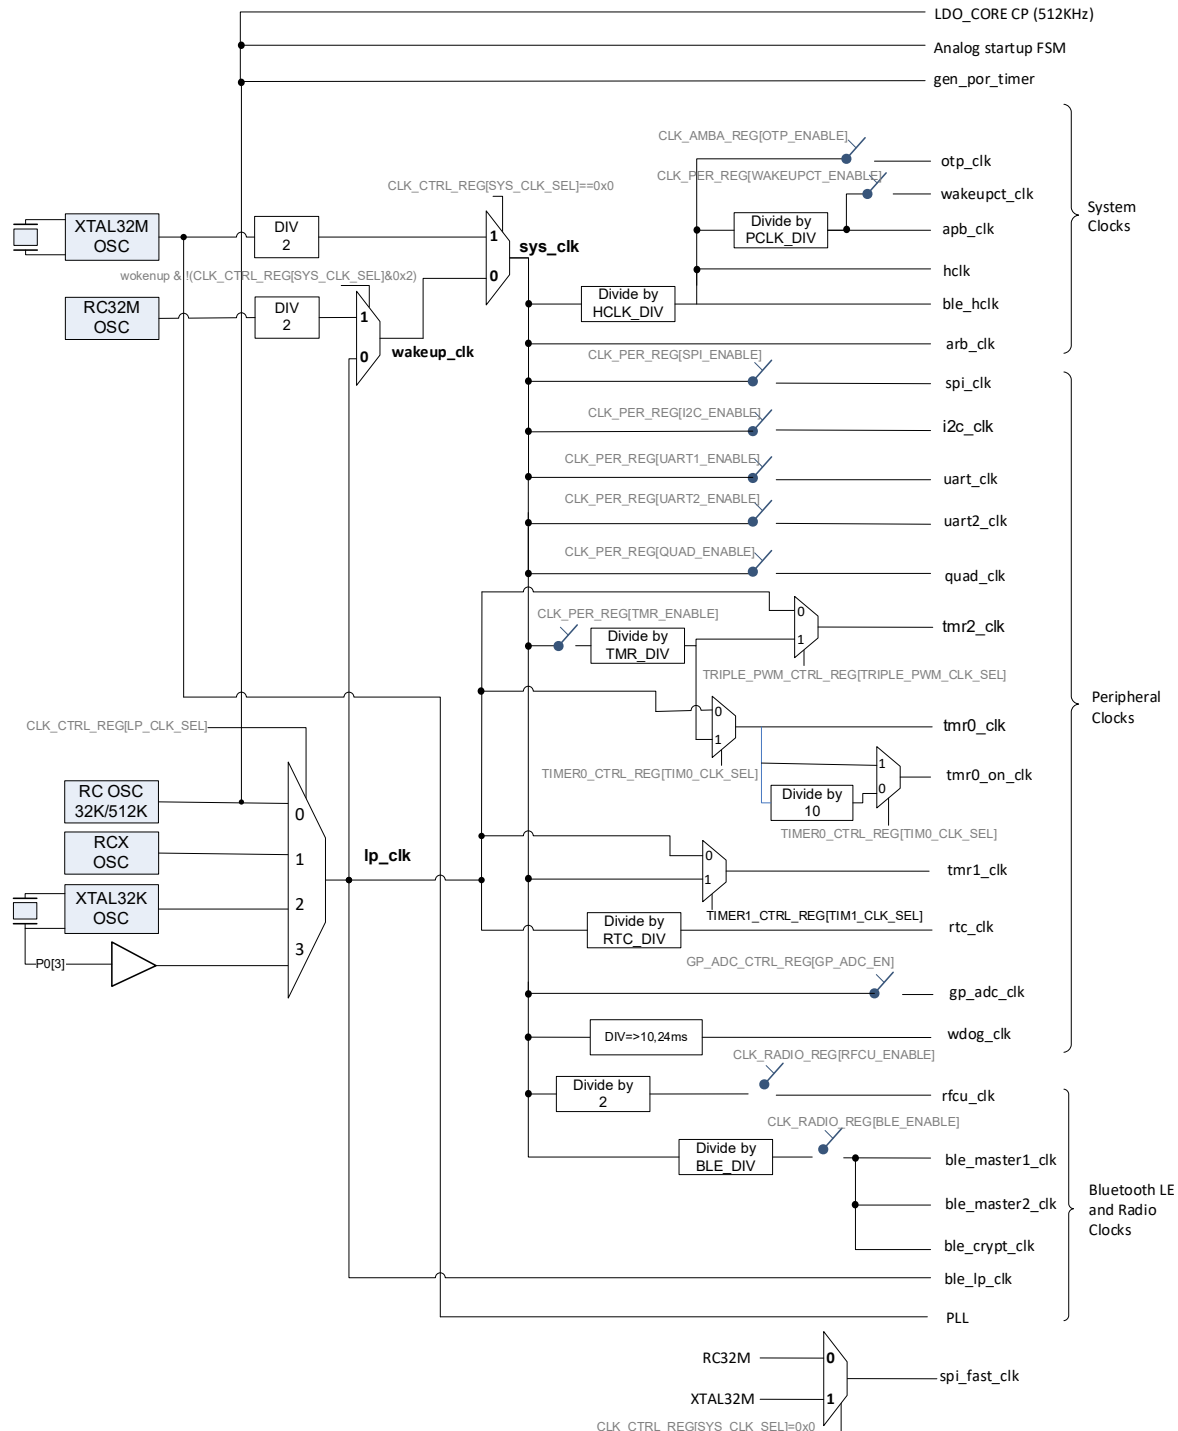 LDO_CORE CP (512KHz)
Analog startup FSM
gen_por_timer
CLK_AMBA_REG[OTP_ENABLE]
otp_clk
CLK_PER_REG[WAKEUPCT_ENABLE]
wakeupct_clk
CLK_CTRL_REG[SYS_CLK_SEL]==0x0
System
Clocks
XTAL32M
OSC
DIV
2
1
sys_clk
Divide by
PCLK_DIV
apb_clk
wokenup & !(CLK_CTRL_REG[SYS_CLK_SEL]&0x2)
0
hclk
RC32M
OSC
DIV
2
1
Divide by
HCLK_DIV
ble_hclk
0
wakeup_clk
arb_clk
CLK_PER_REG[SPI_ENABLE]
spi_clk
CLK_PER_REG[I2C_ENABLE]
i2c_clk
CLK_PER_REG[UART1_ENABLE]
uart_clk
CLK_PER_REG[UART2_ENABLE]
uart2_clk
CLK_PER_REG[QUAD_ENABLE]
quad_clk
CLK_PER_REG[TMR_ENABLE]
0
tmr2_clk
Divide by
TMR_DIV
1
TRIPLE_PWM_CTRL_REG[TRIPLE_PWM_CLK_SEL]
Peripheral
Clocks
CLK_CTRL_REG[LP_CLK_SEL]
0
tmr0_clk
1
TIMER0_CTRL_REG[TIM0_CLK_SEL]
1
tmr0_on_clk
0
Divide by
10
TIMER0_CTRL_REG[TIM0_CLK_SEL]
RC OSC
32K/512K
0
RCX
OSC
1
lp_clk
0
tmr1_clk
1
XTAL32K
OSC
2
TIMER1_CTRL_REG[TIM1_CLK_SEL]
Divide by
RTC_DIV
rtc_clk
3
P0[3]
GP_ADC_CTRL_REG[GP_ADC_EN]
gp_adc_clk
DIV=>10,24ms
wdog_clk
CLK_RADIO_REG[RFCU_ENABLE]
Divide by
2
rfcu_clk
CLK_RADIO_REG[BLE_ENABLE]
Divide by
BLE_DIV
ble_master1_clk
ble_master2_clk
Bluetooth LE
and Radio
Clocks
ble_crypt_clk
ble_lp_clk
PLL
RC32M
0
spi_fast_clk
XTAL32M
1
CLK_CTRL_REG[SYS_CLK_SEL]=0x0